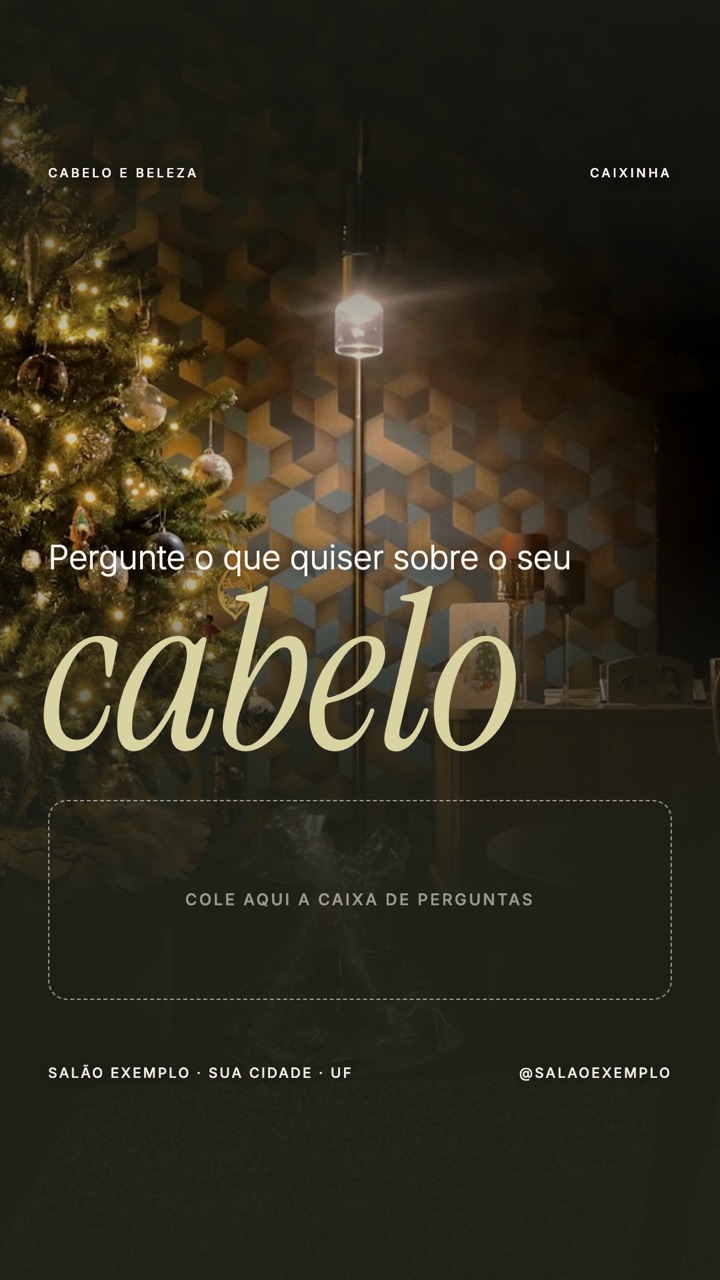 CABELO E BELEZA
CAIXINHA
Pergunte o que quiser sobre o seu
cabelo
COLE AQUI A CAIXA DE PERGUNTAS
SALÃO EXEMPLO · SUA CIDADE · UF
@SALAOEXEMPLO